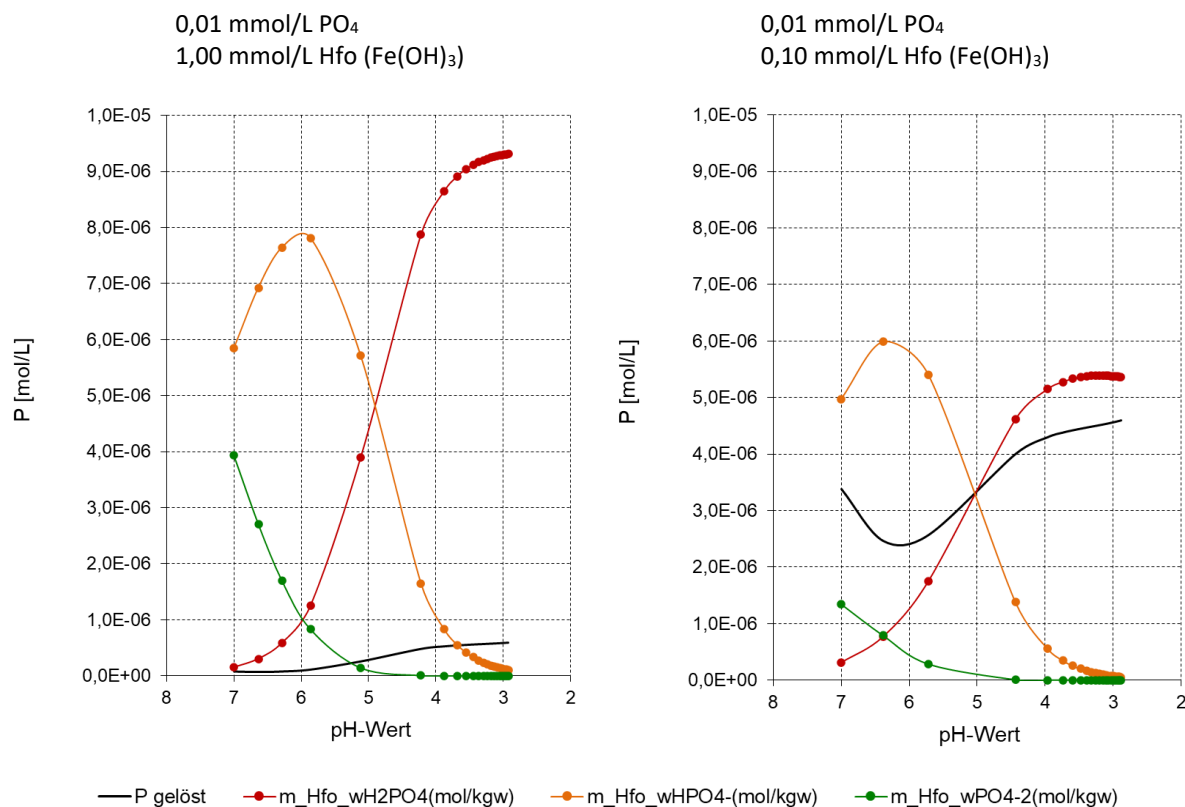 0,01 mmol/L PO₄
1,00 mmol/L Hfo (Fe(OH)₃)
0,01 mmol/L PO₄
0,10 mmol/L Hfo (Fe(OH)₃)
P [mol/L]
1,0E-05
9,0E-06
8,0E-06
7,0E-06
6,0E-06
5,0E-06
4,0E-06
3,0E-06
2,0E-06
1,0E-06
0,0E+00
8 7 6 5 4 3 2
pH-Wert
P [mol/L]
1,0E-05
9,0E-06
8,0E-06
7,0E-06
6,0E-06
5,0E-06
4,0E-06
3,0E-06
2,0E-06
1,0E-06
0,0E+00
8 7 6 5 4 3 2
pH-Wert
P gelöst m_Hfo_wH2PO4(mol/kgw) m_Hfo_wHPO4-(mol/kgw) m_Hfo_wPO4-2(mol/kgw)